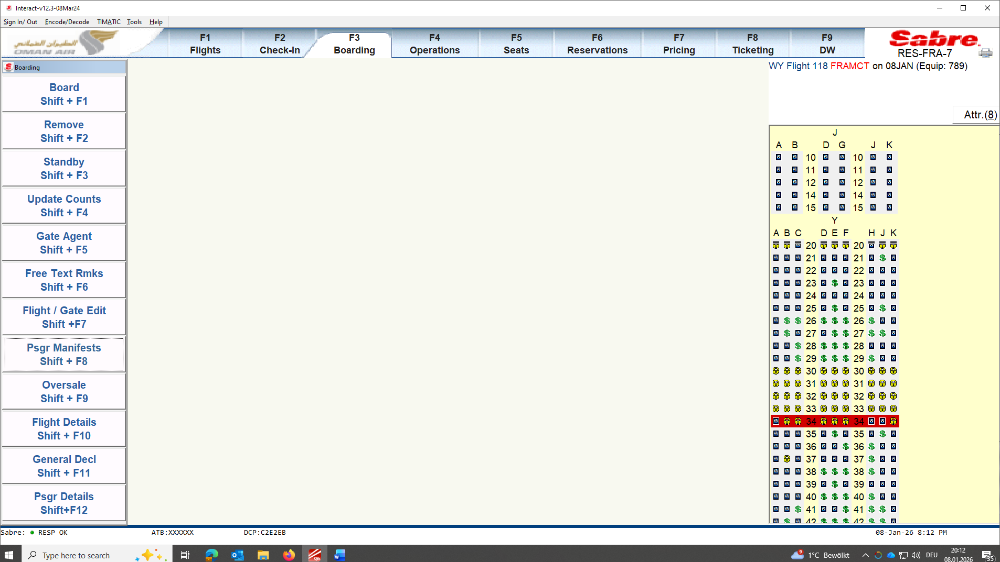 Interact-v12.3-08Mar24
Sign In/ Out Encode/Decode TIMATIC Tools Help
الطيران العماني
OMAN AIR
F1 Flights
F2 Check-In
F3 Boarding
F4 Operations
F5 Seats
F6 Reservations
F7 Pricing
F8 Ticketing
F9 DW
Sabre.
RES-FRA-7
Boarding
Board
Shift + F1
Remove
Shift + F2
Standby
Shift + F3
Update Counts
Shift + F4
Gate Agent
Shift + F5
Free Text Rmks
Shift + F6
Flight / Gate Edit
Shift +F7
Psgr Manifests
Shift + F8
Oversale
Shift + F9
Flight Details
Shift + F10
General Decl
Shift + F11
Psgr Details
Shift+F12
WY Flight 118 FRAMCT on 08JAN (Equip: 789)
Attr.(8)
J
A B D G J K
10 10
11 11
12 12
14 14
15 15
Y
A B C D E F H J K
20 20
21 21 $
22 22
23 $ 23
24 24
25 $ 25 $
26 $ $ $ $ $ 26 $
27 $ $ $ 27 $ $
28 $ $ $ $ 28
29 $ $ $ $ 29 $
30 30
31 31
32 32
33 33
34 34
35 $ 35 $
36 $ 36 $
37 37 $
38 $ $ $ 38 $
39 $ 39
40 $ $ $ 40 $
41 $ $ 41 $ $
42 $ $ $ $ 42 $ $
Sabre: RESP OK ATB:XXXXXX DCP:C2E2EB 08-Jan-26 8:12 PM
Type here to search
Qik
W
9
1°C Bewölkt
DEU
20:12
08.01.2026
35